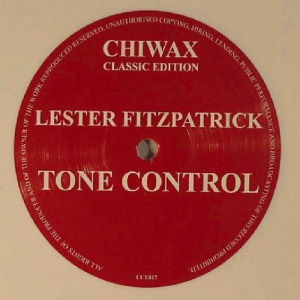 CHIWAX
CLASSIC EDITION
LESTER FITZPATRICK
TONE CONTROL
ALL RIGHTS OF THE PRODUCER AND OF THE OWNER OF THE WORK REPRODUCED RESERVED. UNAUTHORISED COPYING, HIRING, LENDING, PUBLIC PERFORMANCE AND BROADCASTING OF THIS RECORD PROHIBITED.